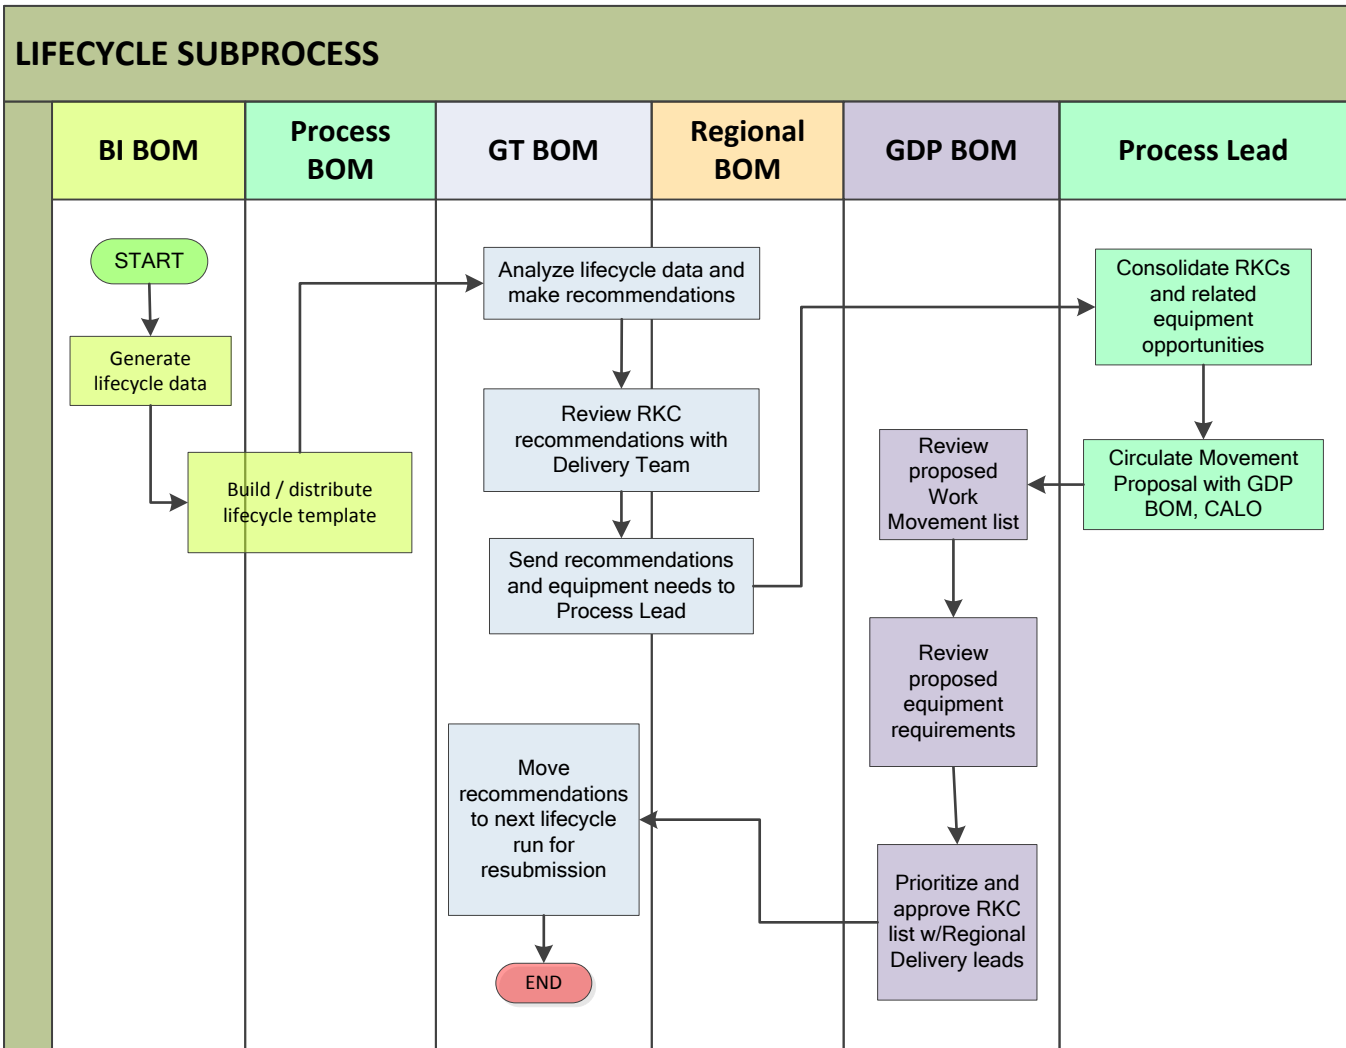 LIFECYCLE SUBPROCESS
BI BOM
Process
BOM
GT BOM
Regional
BOM
GDP BOM
Process Lead
START
Generate
lifecycle data
Build / distribute
lifecycle template
Analyze lifecycle data and
make recommendations
Review RKC
recommendations with
Delivery Team
Send recommendations
and equipment needs to
Process Lead
Consolidate RKCs
and related
equipment
opportunities
Circulate Movement
Proposal with GDP
BOM, CALO
Review
proposed
Work
Movement list
Review
proposed
equipment
requirements
Prioritize and
approve RKC
list w/Regional
Delivery leads
Move
recommendations
to next lifecycle
run for
resubmission
END